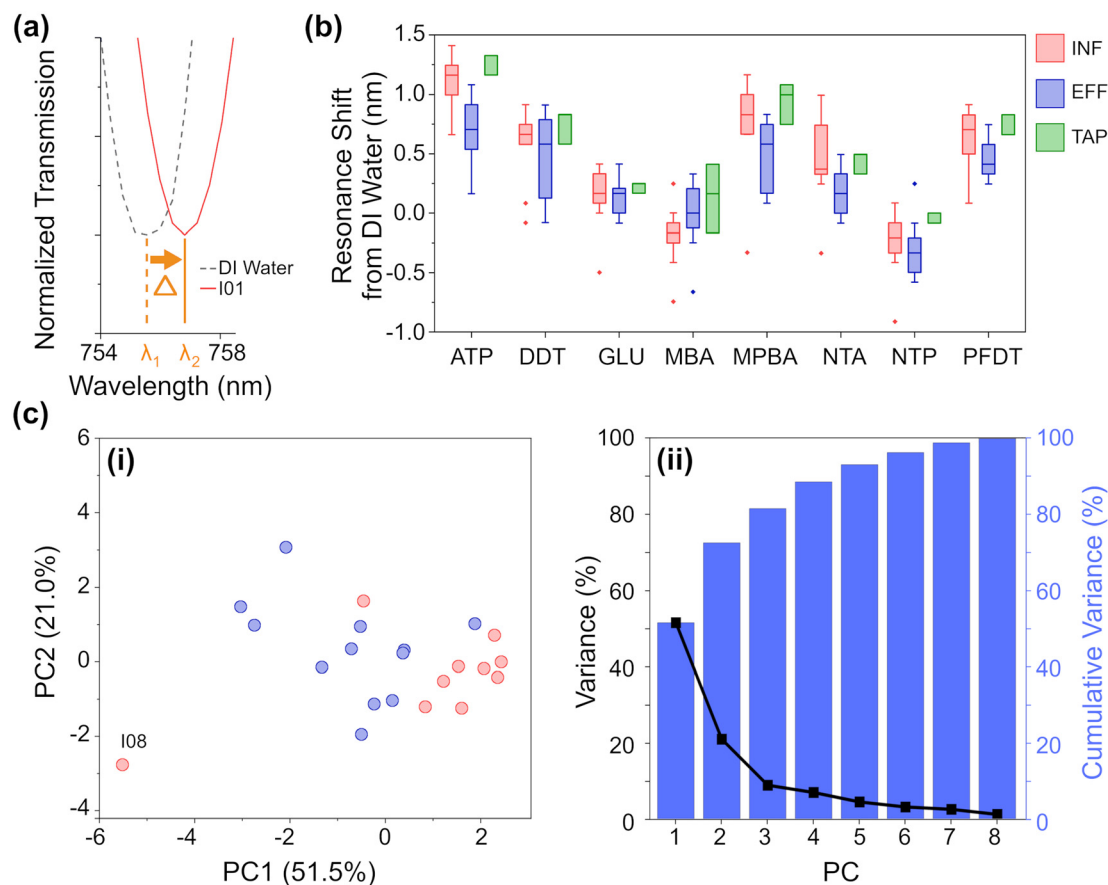 (a)
Normalized Transmission
DI Water
I01
Δ
754
λ1
λ2
758
Wavelength (nm)
(b)
Resonance Shift
from DI Water (nm)
1.5
1.0
0.5
0.0
-0.5
-1.0
ATP DDT GLU MBA MPBA NTA NTP PFDT
INF
EFF
TAP
(c)
(i)
PC2 (21.0%)
6
4
2
0
-2
-4
I08
-6 -4 -2 0 2
PC1 (51.5%)
(ii)
Variance (%)
100
80
60
40
20
0
1 2 3 4 5 6 7 8
PC
100
80
60
40
20
0
Cumulative Variance (%)